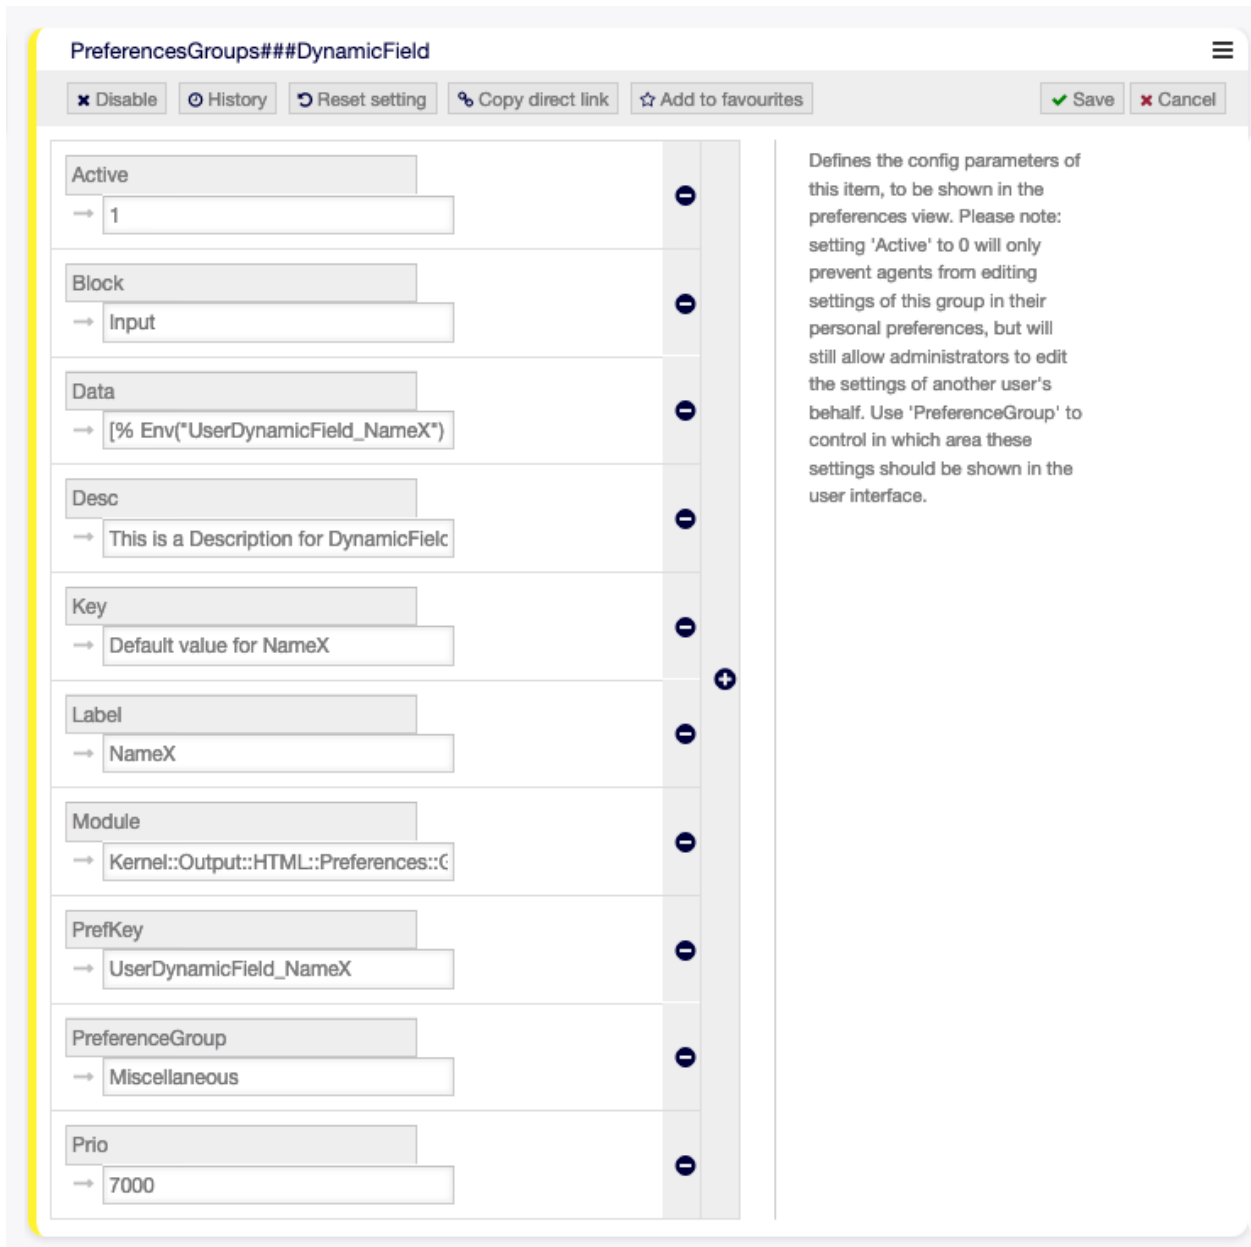 PreferencesGroups###DynamicField
Disable History Reset setting Copy direct link Add to favourites Save Cancel
Active
1
Block
Input
Data
[% Env("UserDynamicField_NameX")
Desc
This is a Description for DynamicField
Key
Default value for NameX
Label
NameX
Module
Kernel::Output::HTML::Preferences::G
PrefKey
UserDynamicField_NameX
PreferenceGroup
Miscellaneous
Prio
7000
Defines the config parameters of
this item, to be shown in the
preferences view. Please note:
setting 'Active' to 0 will only
prevent agents from editing
settings of this group in their
personal preferences, but will
still allow administrators to edit
the settings of another user's
behalf. Use 'PreferenceGroup' to
control in which area these
settings should be shown in the
user interface.